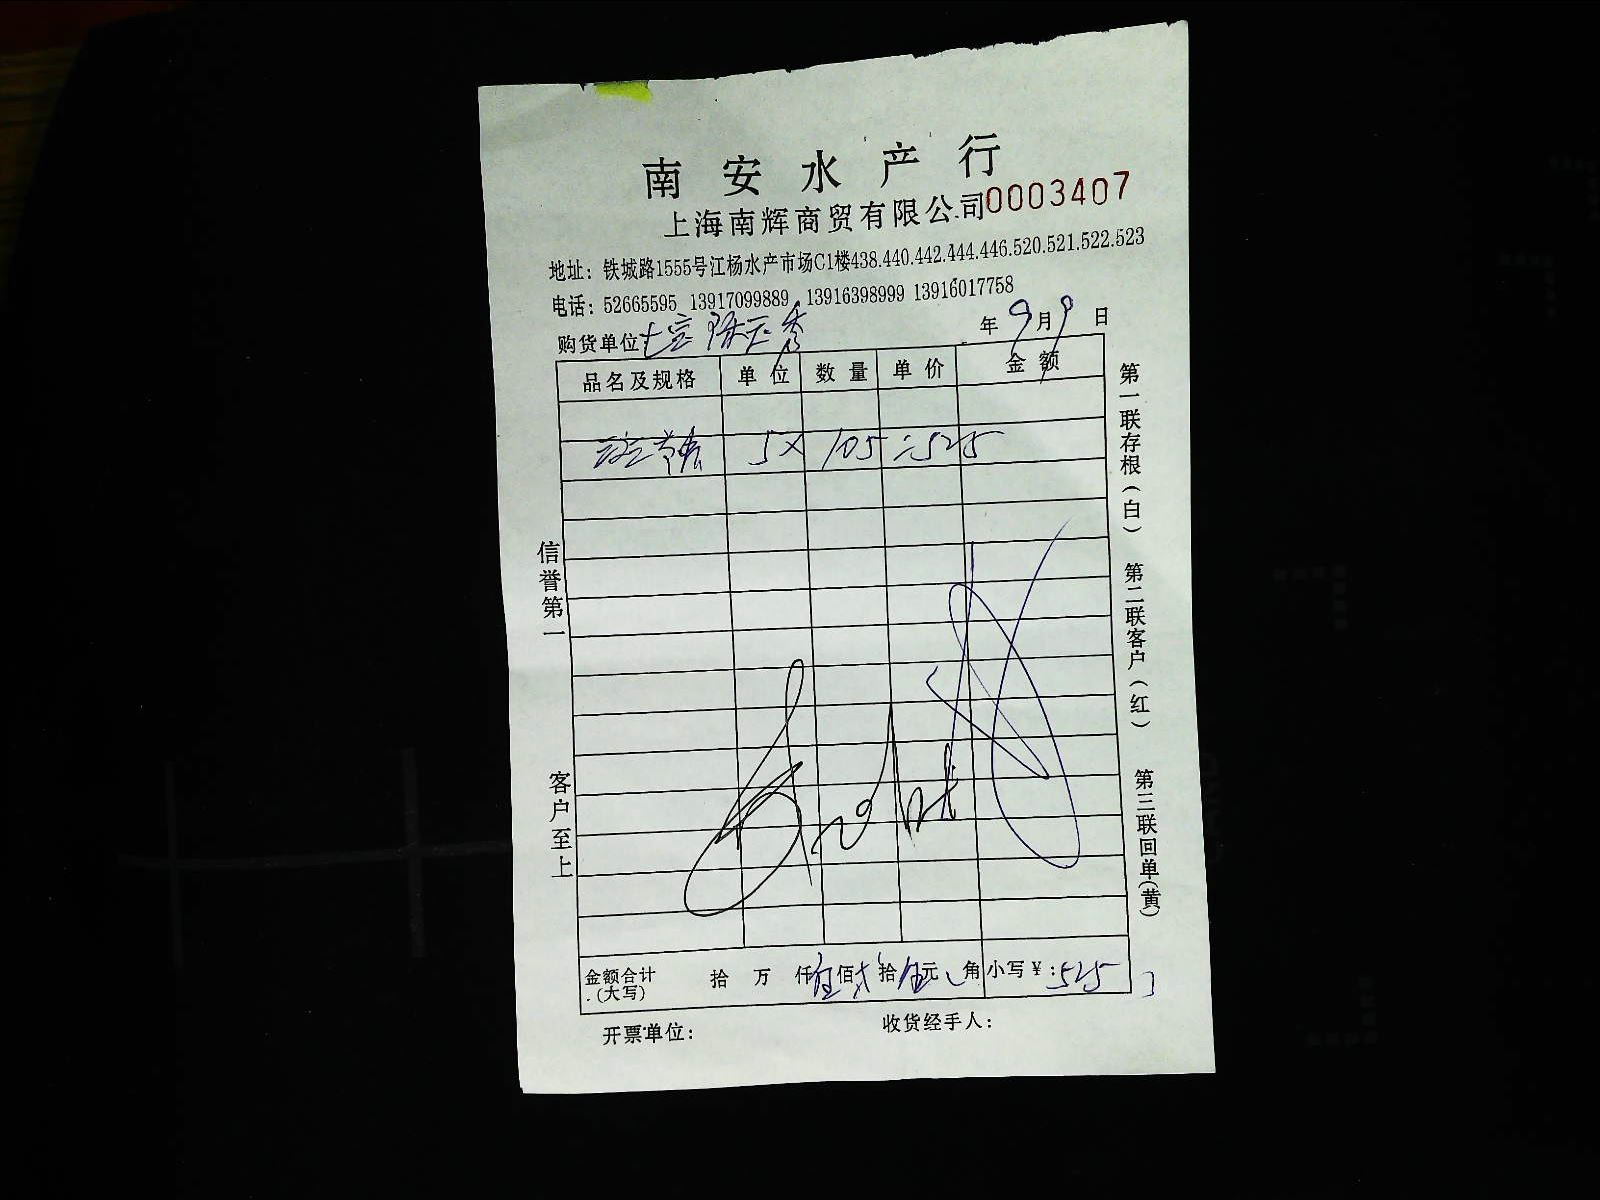 南安水产行
上海南辉商贸有限公司0003407
地址：铁城路1555号江杨水产市场C1楼438.440.442.444.446.520.521.522.523
电话：52665595 13917099889 13916398999 13916017758
购货单位 七宝 年9月9日
品名及规格 单位 数量 单价 金额
5× 105 =525
金额合计（大写） 拾 万 仟伍佰贰拾伍元 角 小写￥：525
开票单位： 收货经手人：
信誉第一
客户至上
第一联存根（白）
第二联客户（红）
第三联回单（黄）